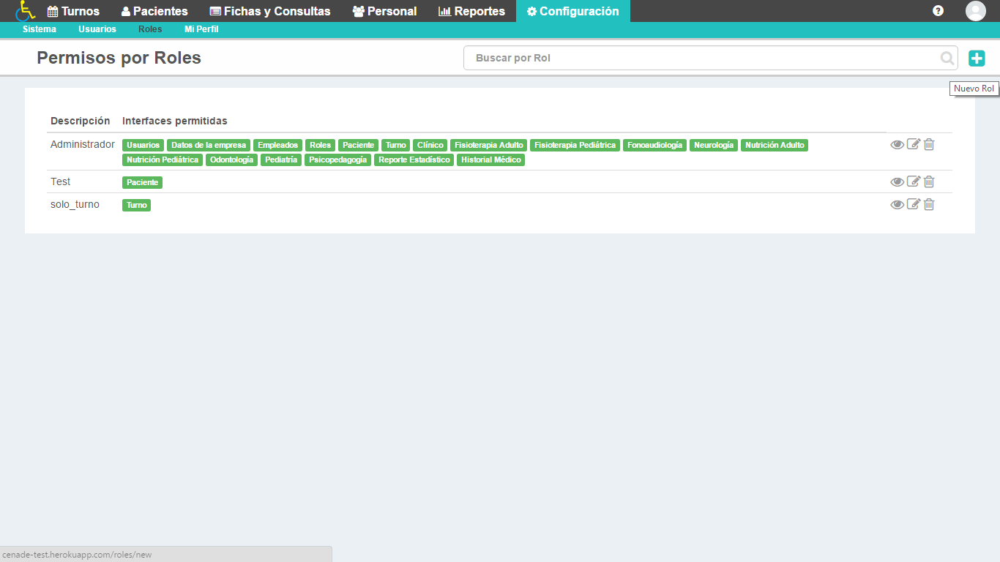 Turnos Pacientes Fichas y Consultas Personal Reportes Configuración
Sistema Usuarios Roles Mi Perfil
Permisos por Roles Buscar por Rol
Nuevo Rol
Descripción Interfaces permitidas
Administrador Usuarios Datos de la empresa Empleados Roles Paciente Turno Clínico Fisioterapia Adulto Fisioterapia Pediátrica Fonoaudiología Neurología Nutrición Adulto
Nutrición Pediátrica Odontología Pediatría Psicopedagogía Reporte Estadístico Historial Médico
Test Paciente
solo_turno Turno
cenade-test.herokuapp.com/roles/new